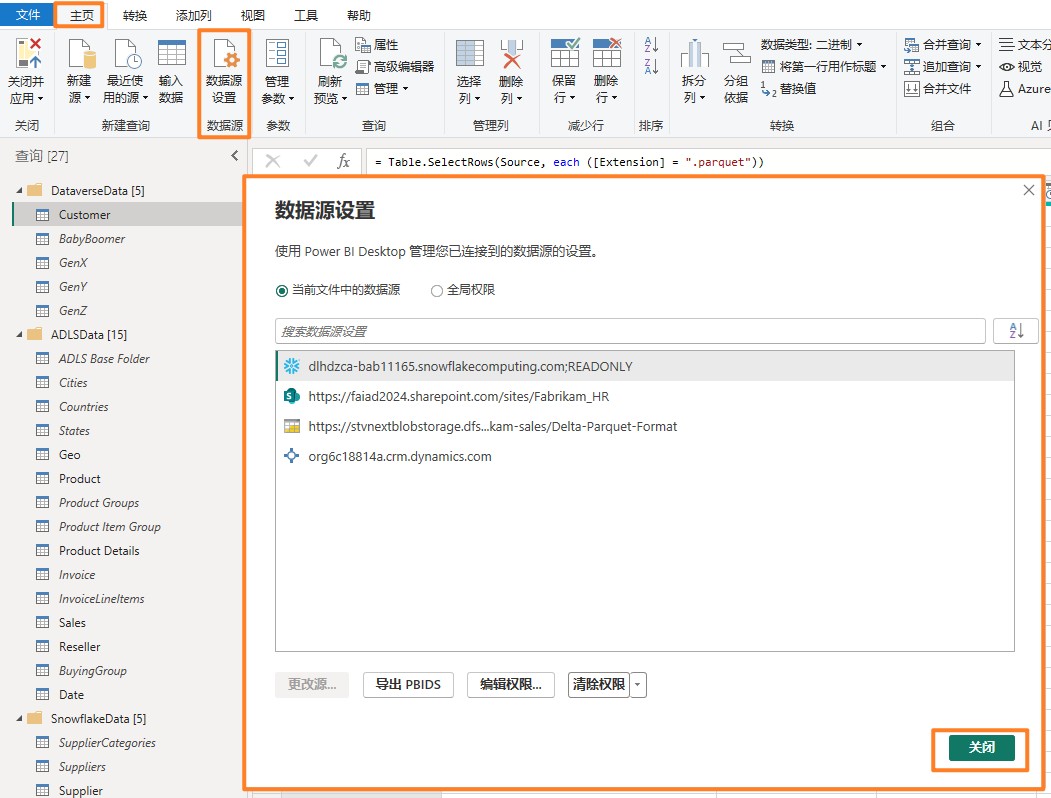 文件 主页 转换 添加列 视图 工具 帮助
关闭并应用 新建源 最近使用的源 输入数据 数据源设置 管理参数 刷新预览 属性 高级编辑器 管理 选择列 删除列 保留行 删除行 拆分列 分组依据 数据类型: 二进制 将第一行用作标题 替换值 合并查询 追加查询 合并文件 文本分 视觉 Azure
关闭 新建查询 数据源 参数 查询 管理列 减少行 排序 转换 组合 AI
查询 [27]
= Table.SelectRows(Source, each ([Extension] = ".parquet"))
DataverseData [5]
Customer
BabyBoomer
GenX
GenY
GenZ
ADLSData [15]
ADLS Base Folder
Cities
Countries
States
Geo
Product
Product Groups
Product Item Group
Product Details
Invoice
InvoiceLineItems
Sales
Reseller
BuyingGroup
Date
SnowflakeData [5]
SupplierCategories
Suppliers
Supplier
数据源设置
使用 Power BI Desktop 管理您已连接到的数据源的设置。
当前文件中的数据源 全局权限
搜索数据源设置
dlhdzca-bab11165.snowflakecomputing.com;READONLY
https://faiad2024.sharepoint.com/sites/Fabrikam_HR
https://stvnextblobstorage.dfs...kam-sales/Delta-Parquet-Format
org6c18814a.crm.dynamics.com
更改源... 导出 PBIDS 编辑权限... 清除权限
关闭